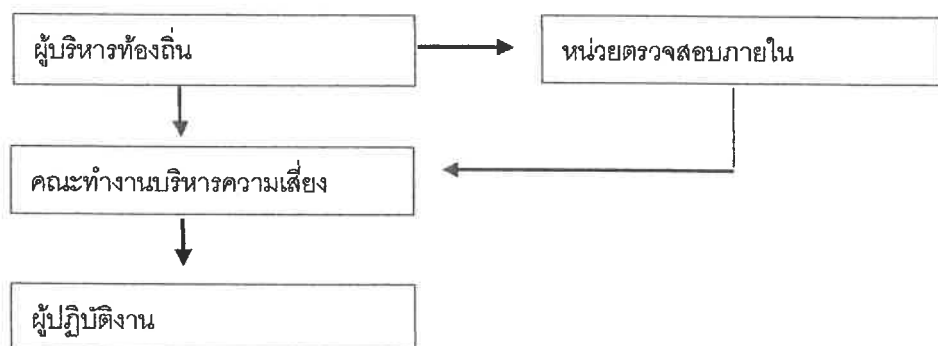 ผู้บริหารท้องถิ่น
หน่วยตรวจสอบภายใน
คณะทำงานบริหารความเสี่ยง
ผู้ปฏิบัติงาน